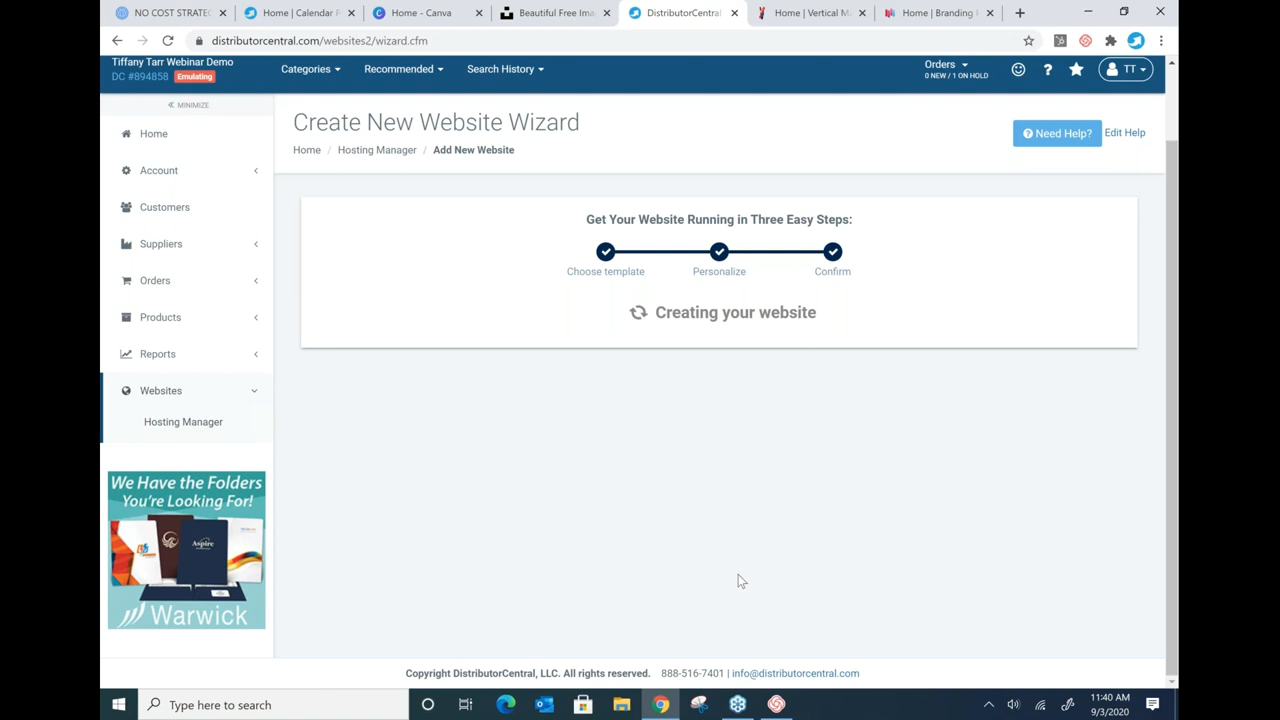 NO COST STRATEG
Home | Calendar P
Home - Canva
Beautiful Free Ima
DistributorCentral
Home | Vertical M
Home | Branding
distributorcentral.com/websites2/wizard.cfm
Tiffany Tarr Webinar Demo
DC #894858 Emulating
Categories
Recommended
Search History
Orders
0 NEW / 1 ON HOLD
?
TT
« MINIMIZE
Home
Account
Customers
Suppliers
Orders
Products
Reports
Websites
Hosting Manager
We Have the Folders
You're Looking For!
Aspire
Warwick
Create New Website Wizard
Home / Hosting Manager / Add New Website
Need Help?
Edit Help
Get Your Website Running in Three Easy Steps:
Choose template
Personalize
Confirm
Creating your website
Copyright DistributorCentral, LLC. All rights reserved. 888-516-7401 | info@distributorcentral.com
Type here to search
11:40 AM
9/3/2020